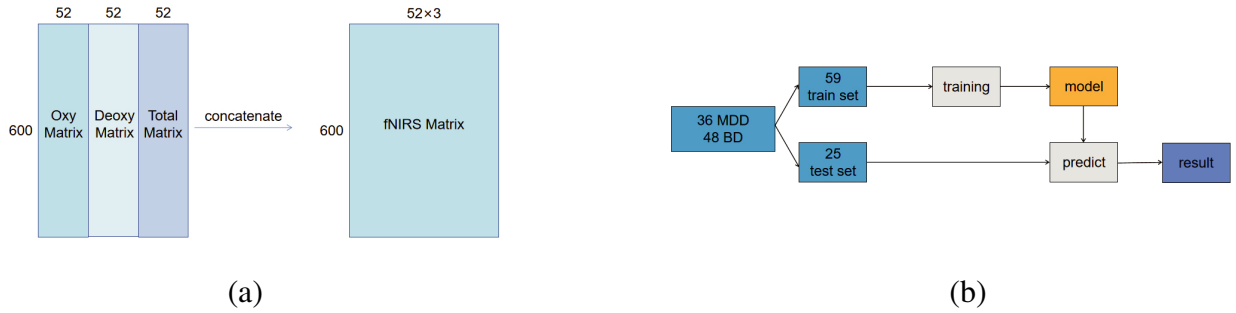 52 52 52
600
Oxy
Matrix
Deoxy
Matrix
Total
Matrix
concatenate
52×3
600
fNIRS Matrix
(a)
36 MDD
48 BD
59
train set
training
model
25
test set
predict
result
(b)